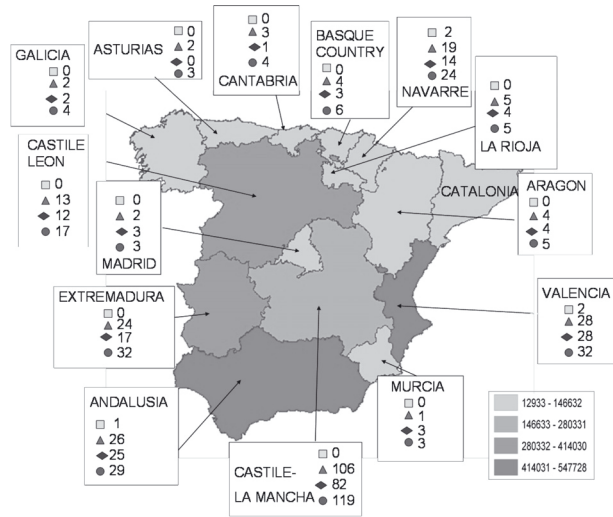 GALICIA
0
2
2
4
ASTURIAS
0
2
0
3
0
3
1
4
CANTABRIA
BASQUE
COUNTRY
0
4
3
6
2
19
14
24
NAVARRE
0
5
4
5
LA RIOJA
CASTILE
LEON
0
13
12
17
0
2
3
3
MADRID
CATALONIA
ARAGON
0
4
4
5
EXTREMADURA
0
24
17
32
VALENCIA
2
28
28
32
ANDALUSIA
1
26
25
29
CASTILE-
LA MANCHA
0
106
82
119
MURCIA
0
1
3
3
12933 - 146632
146633 - 280331
280332 - 414030
414031 - 547728